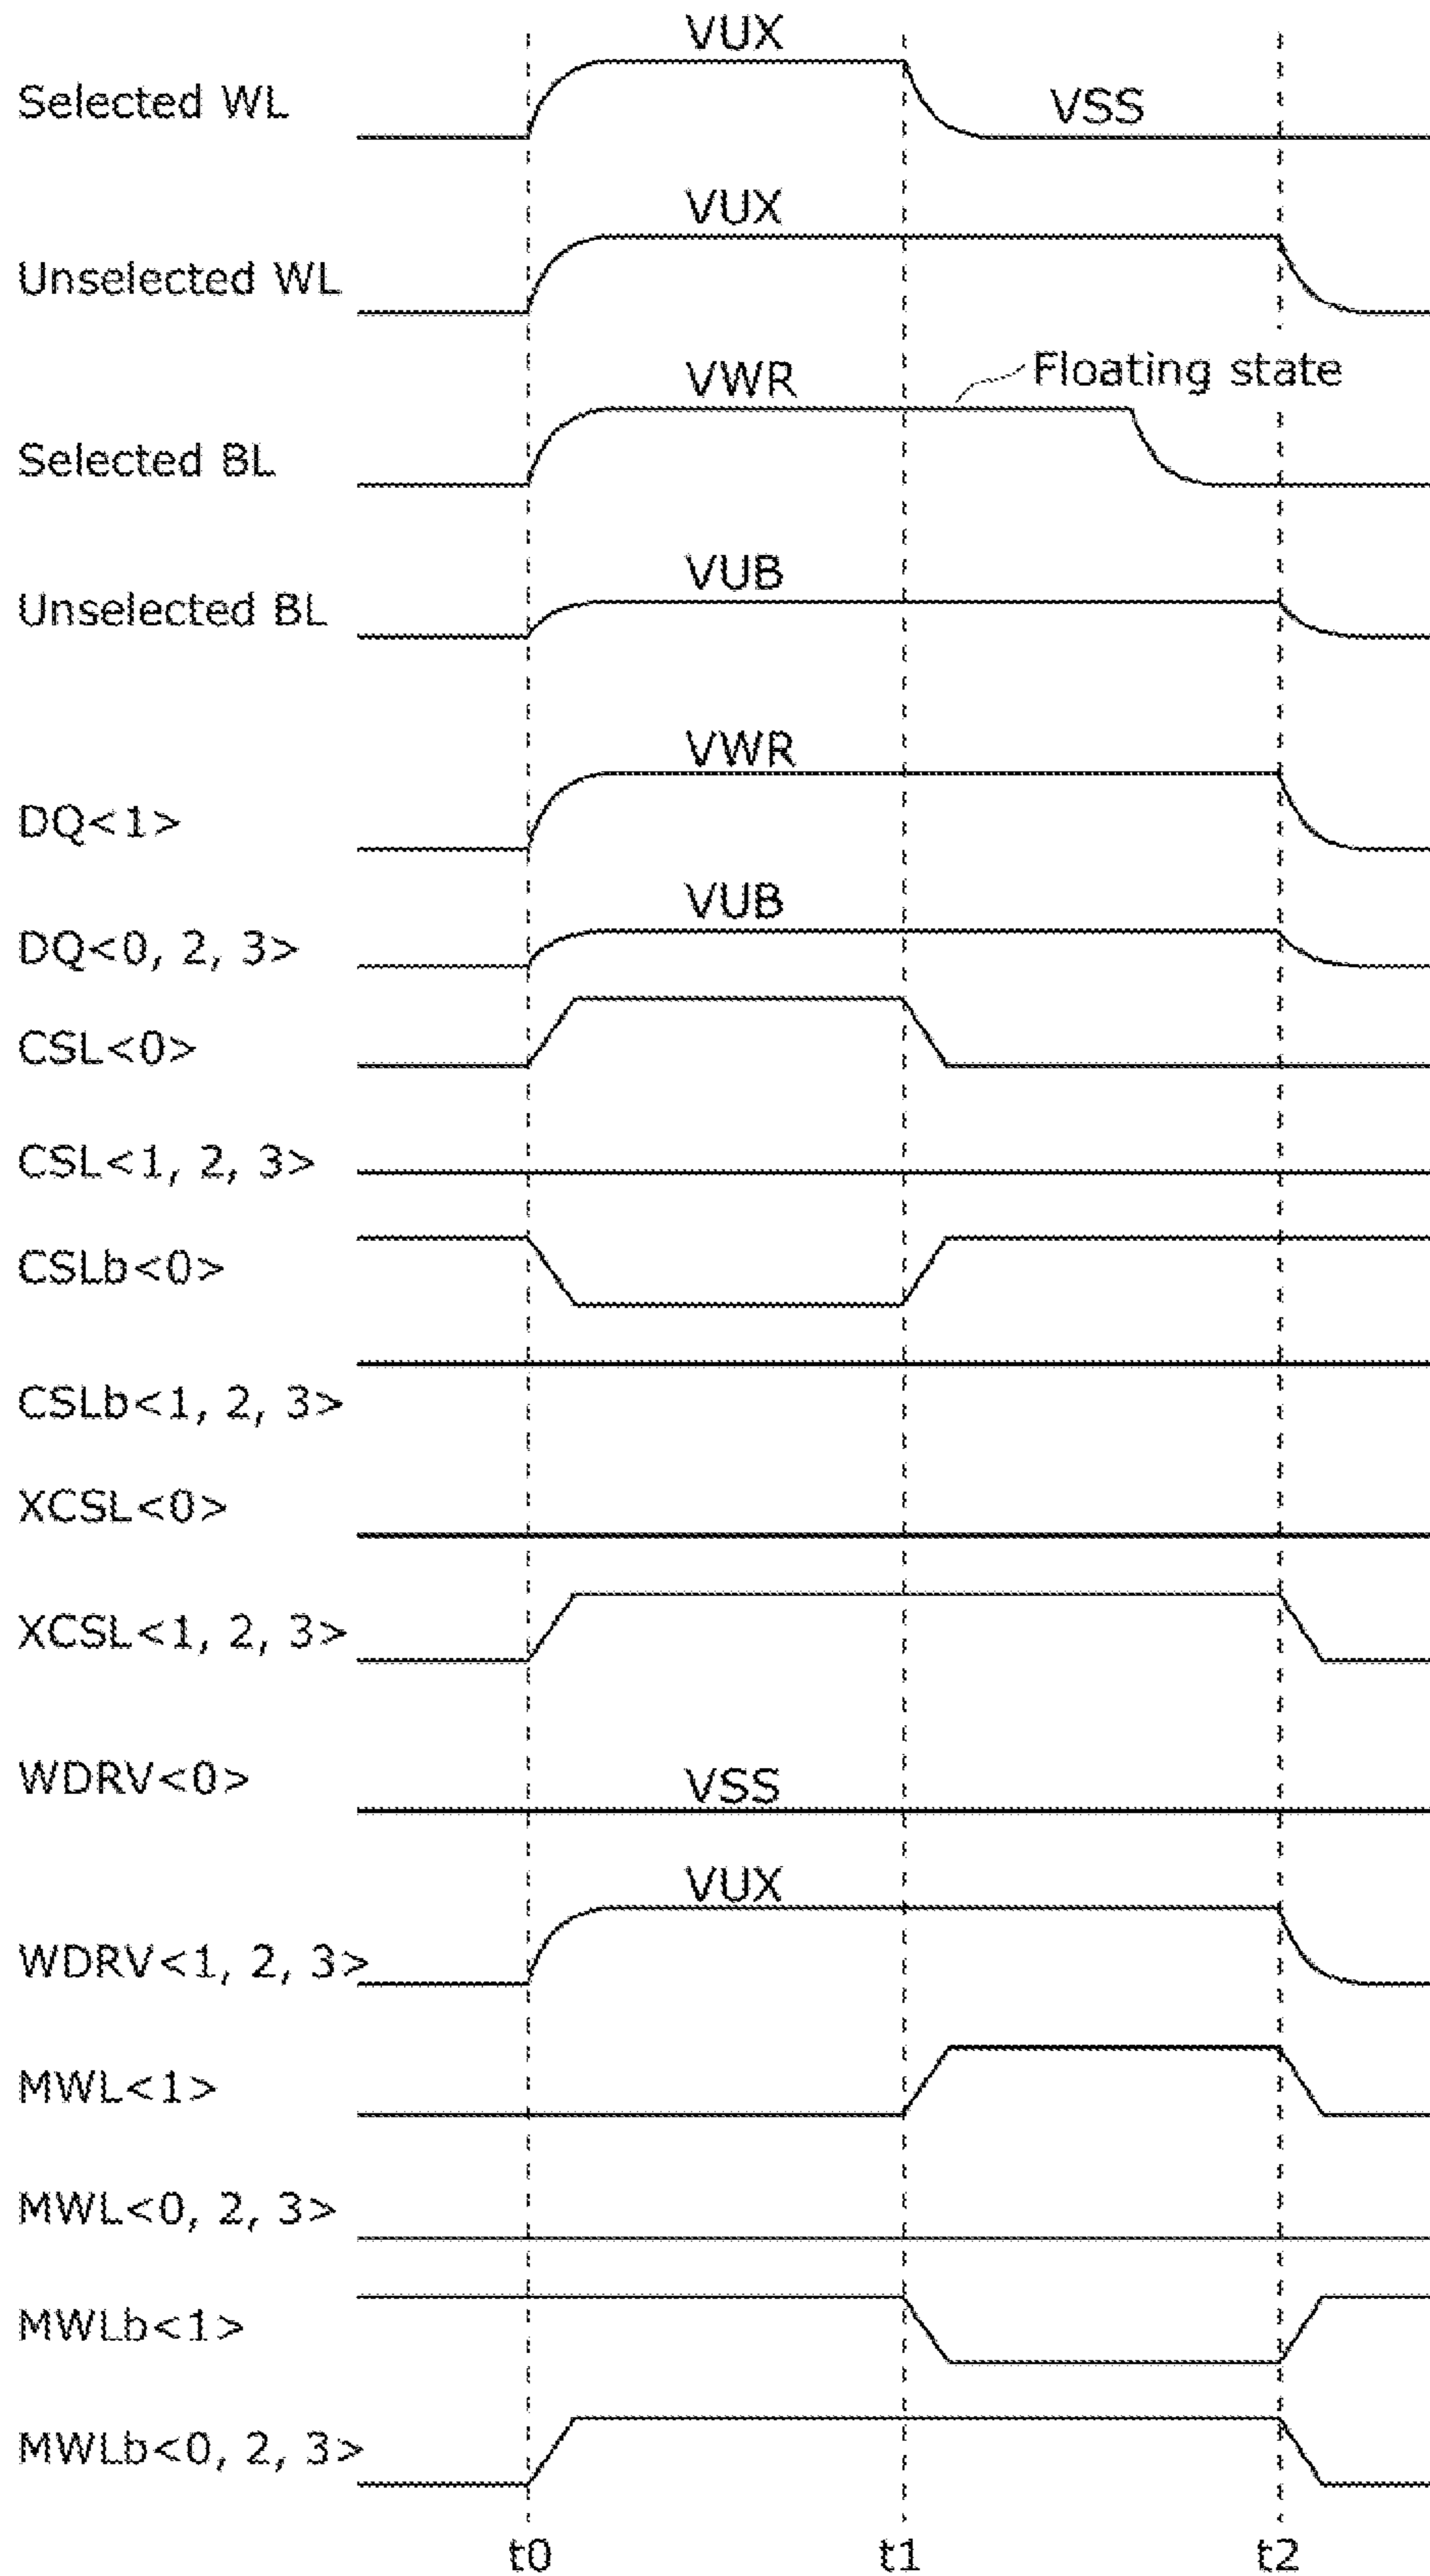 VUX
Selected WL
VSS
VUX
Unselected WL
VWR
Floating state
Selected BL
VUB
Unselected BL
VWR
DQ<1>
VUB
DQ<0, 2, 3>
CSL<0>
CSL<1, 2, 3>
CSLb<0>
CSLb<1, 2, 3>
XCSL<0>
XCSL<1, 2, 3>
WDRV<0>
VSS
VUX
WDRV<1, 2, 3>
MWL<1>
MWL<0, 2, 3>
MWLb<1>
MWLb<0, 2, 3>
t0 t1 t2